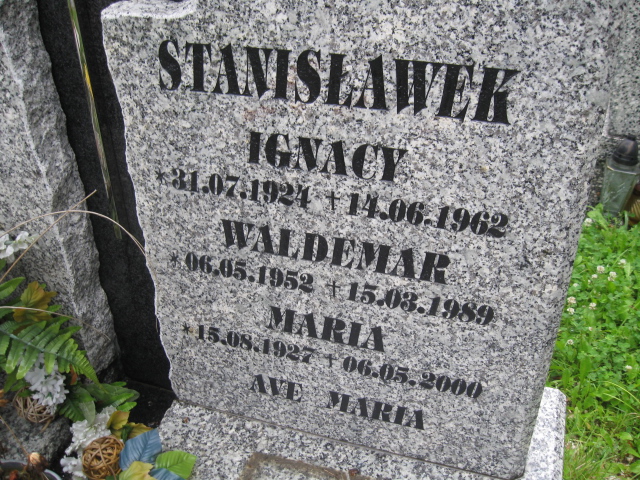 STANISŁAWEK
IGNACY
*31.07.1924 +14.06.1962
WALDEMAR
*06.05.1952 +15.03.1989
MARIA
*15.08.1927 +06.05.2000
AVE MARIA